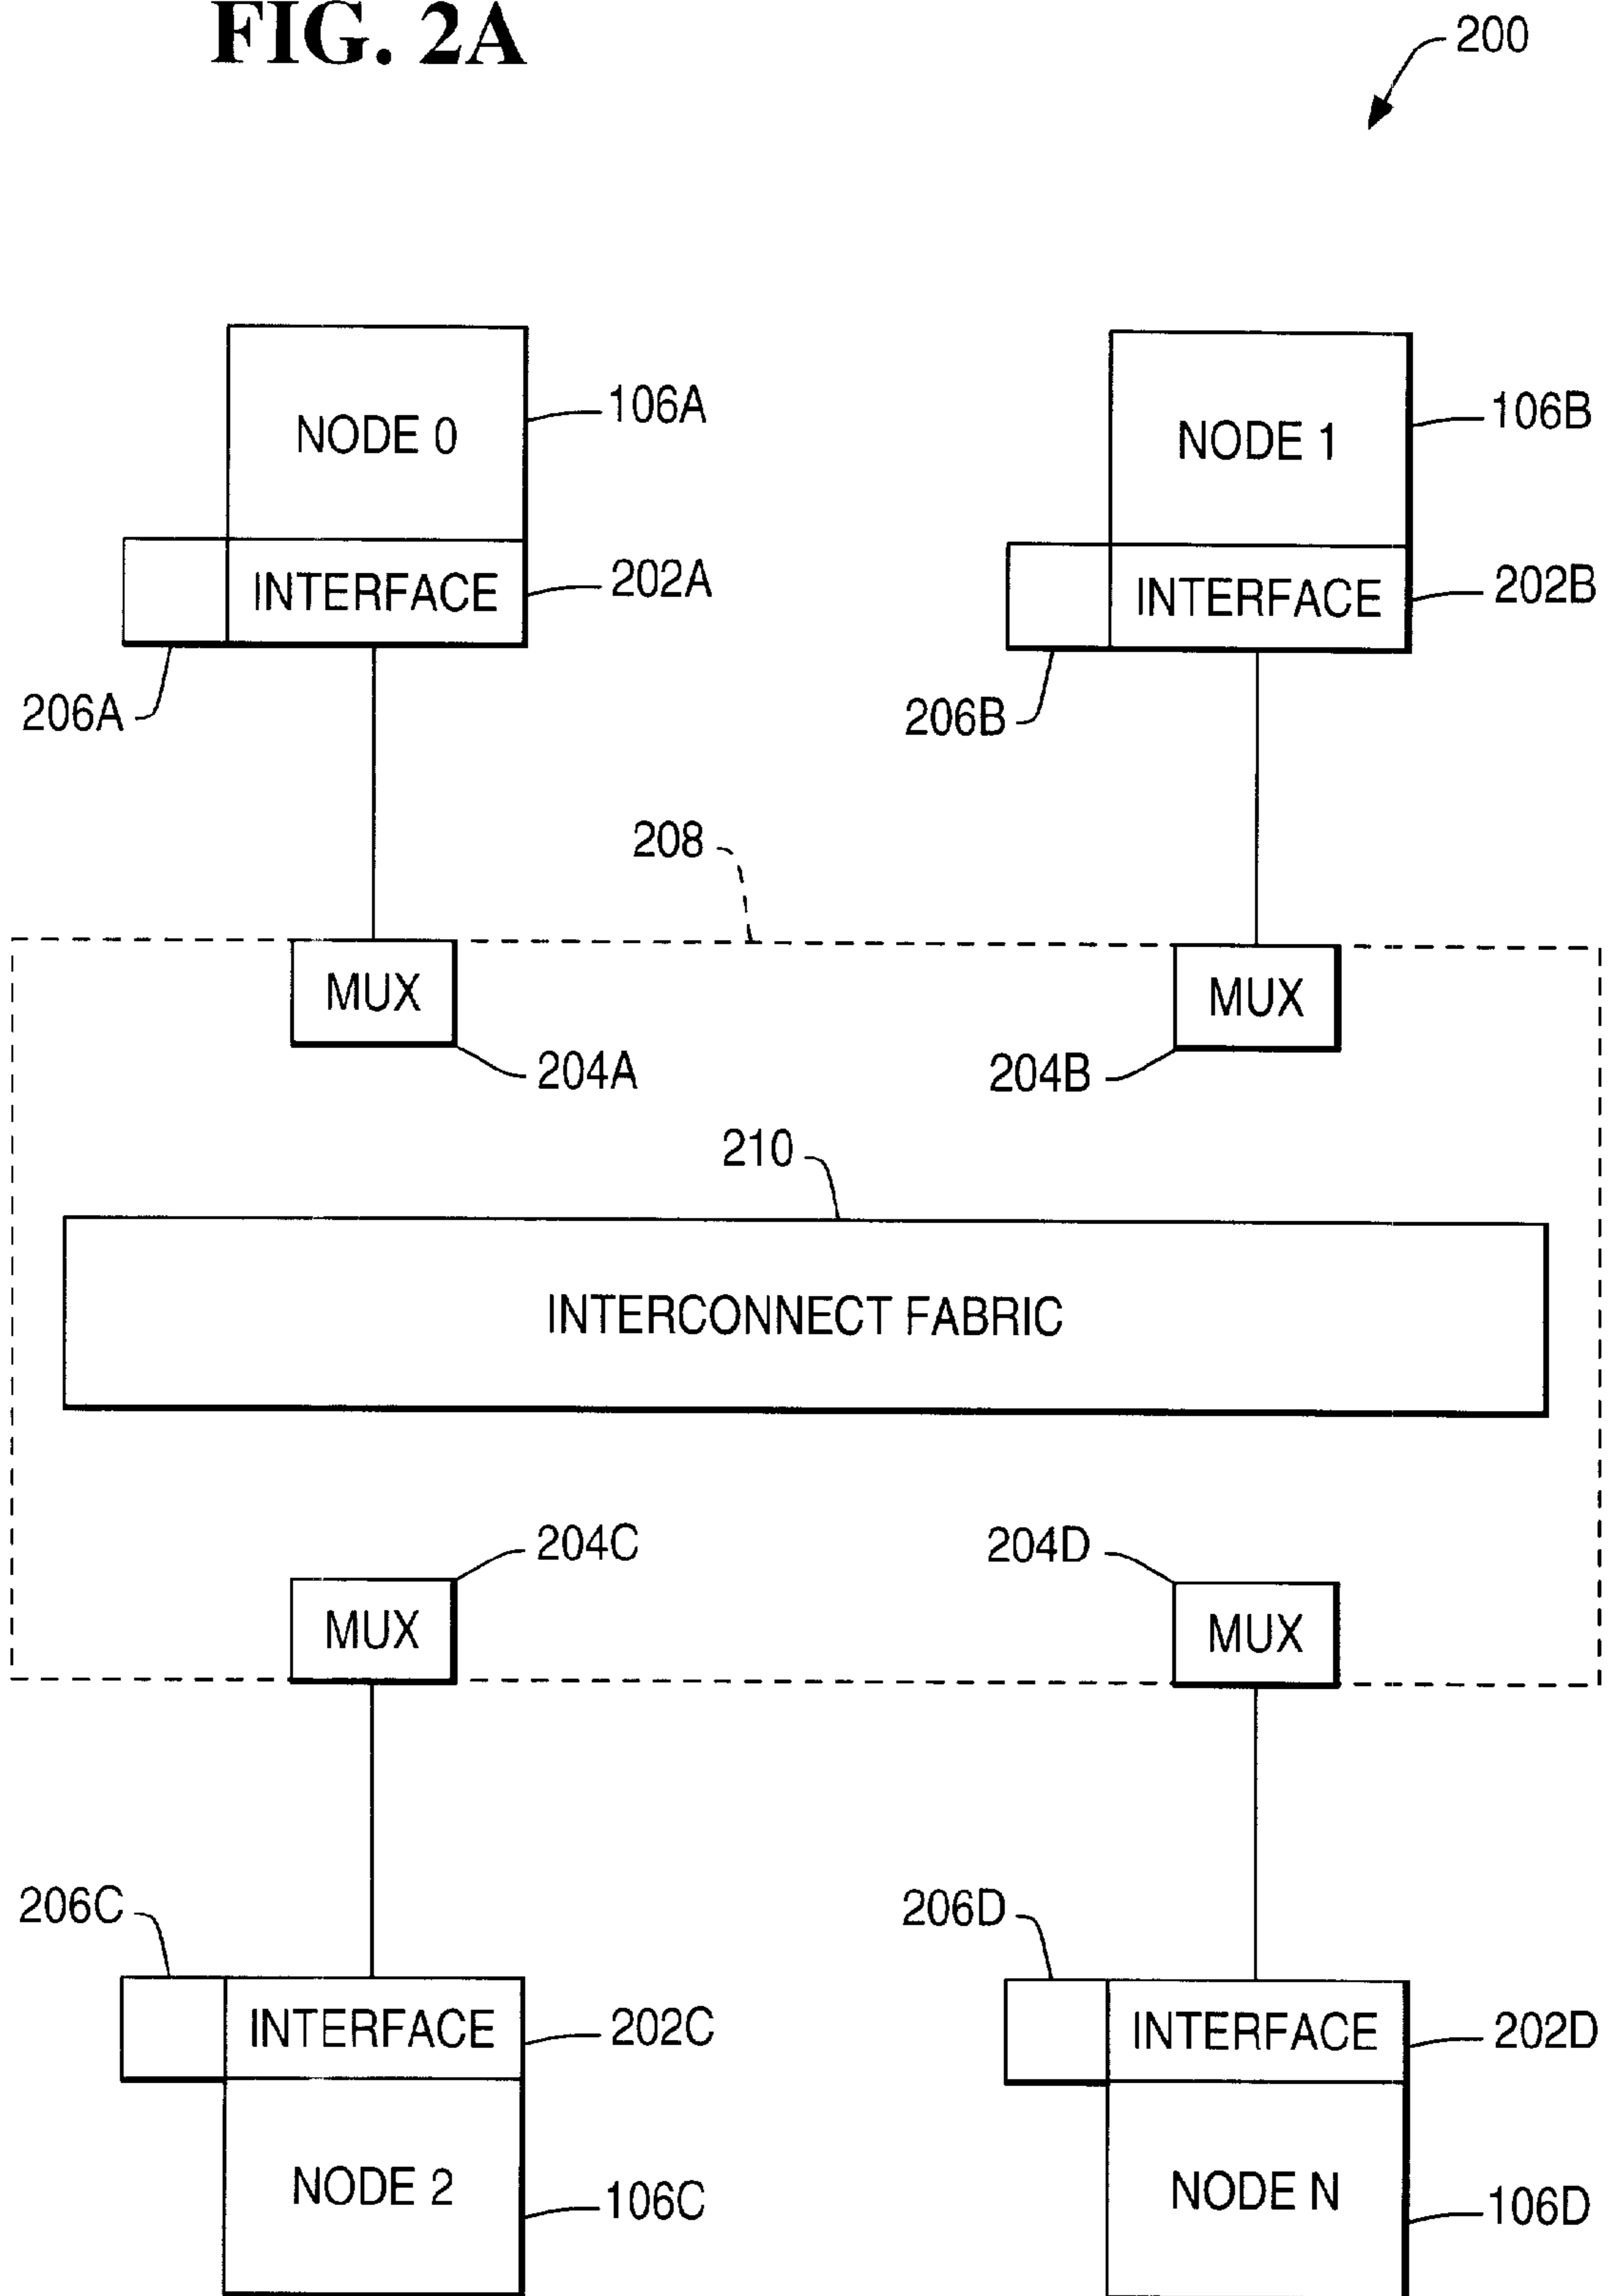 FIG. 2A
200
NODE 0
106A
NODE 1
106B
INTERFACE
202A
INTERFACE
202B
206A
206B
208
MUX
MUX
204A
204B
210
INTERCONNECT FABRIC
204C
204D
MUX
MUX
206C
206D
INTERFACE
202C
INTERFACE
202D
NODE 2
106C
NODE N
106D